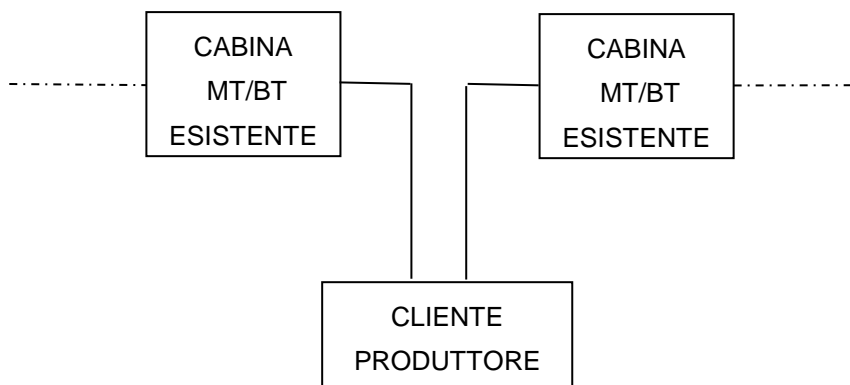 CABINA
MT/BT
ESISTENTE
CABINA
MT/BT
ESISTENTE
CLIENTE
PRODUTTORE